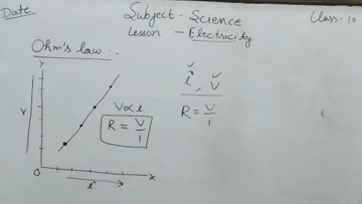 Date
Subject - Science
Class - 10
Lesson - Electricity
Ohm's law :-
Y
V
V ∝ i
R = V/I
i, V
R = V/I
O
X
i